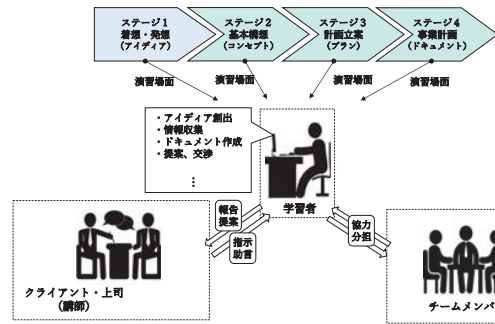 ステージ1
着想・発想
(アイディア)
ステージ2
基本構想
(コンセプト)
ステージ3
計画立案
(プラン)
ステージ4
事業計画
(ドキュメント)
演習場面
演習場面
演習場面
演習場面
・アイディア創出
・情報収集
・ドキュメント作成
・提案、交渉
⋮
学習者
報告
提案
指示
助言
協力
分担
クライアント・上司
(講師)
チームメンバ